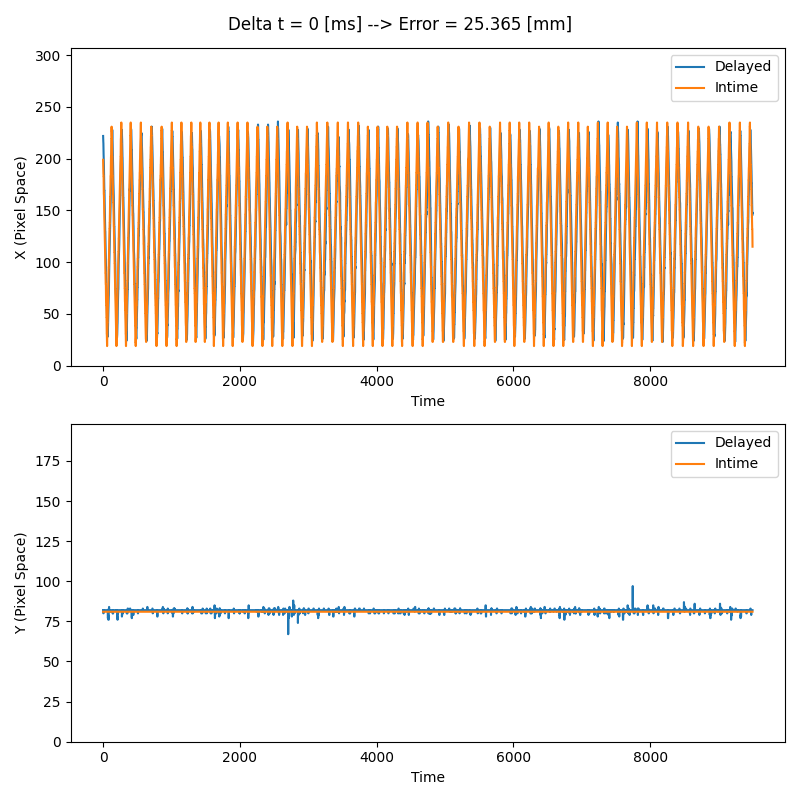 Delta t = 0 [ms] --> Error = 25.365 [mm]
300
250
200
150
100
50
0
X (Pixel Space)
Delayed
Intime
0 2000 4000 6000 8000
Time
175
150
125
100
75
50
25
0
Y (Pixel Space)
Delayed
Intime
0 2000 4000 6000 8000
Time